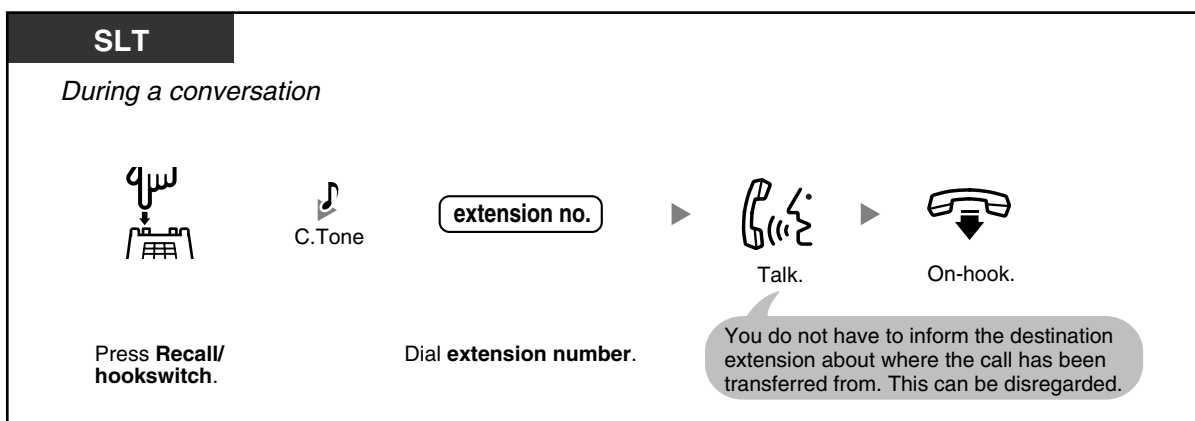 SLT
During a conversation
C.Tone
extension no.
Talk.
On-hook.
Press Recall/
hookswitch.
Dial extension number.
You do not have to inform the destination
extension about where the call has been
transferred from. This can be disregarded.